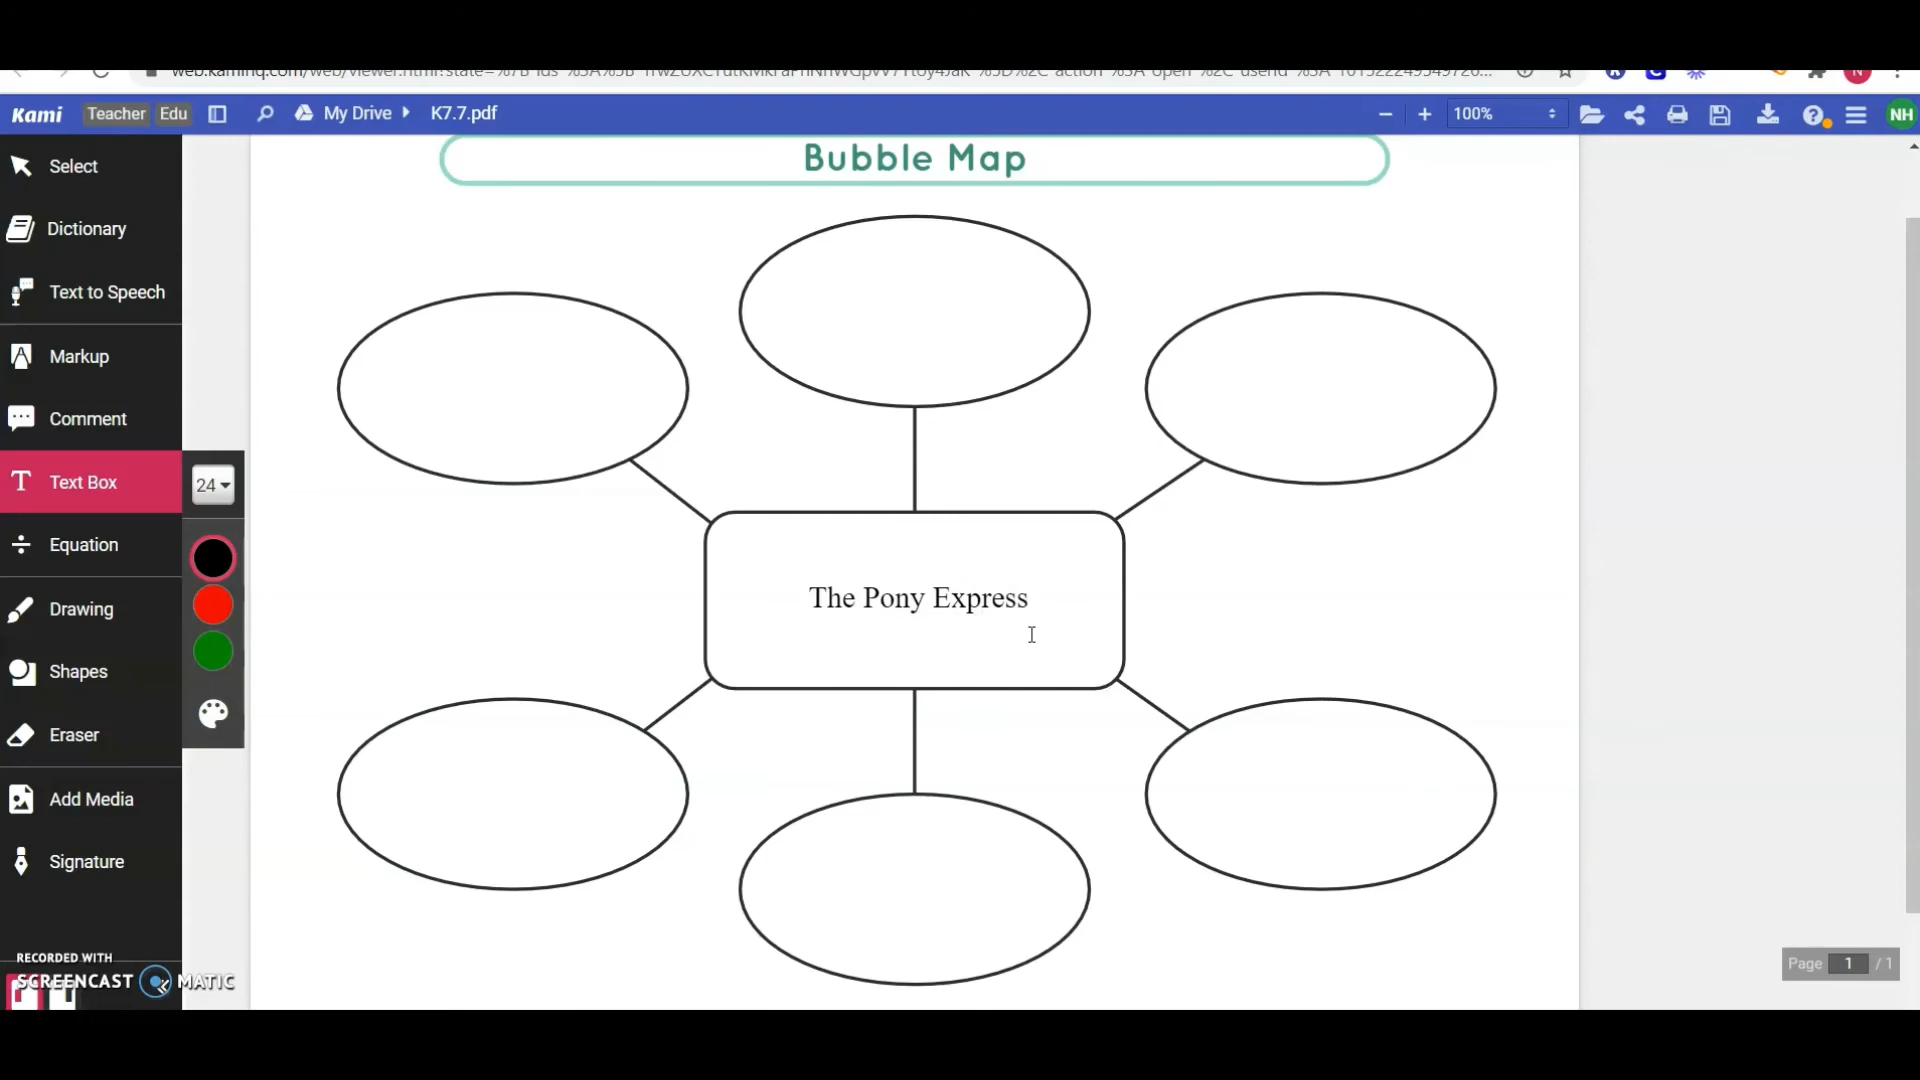 Kami Teacher Edu My Drive K7.7.pdf 100% NH
Bubble Map
Select
Dictionary
Text to Speech
Markup
Comment
Text Box 24
Equation
The Pony Express
Drawing
Shapes
Eraser
Add Media
Signature
RECORDED WITH
SCREENCAST MATIC
Page 1 / 1